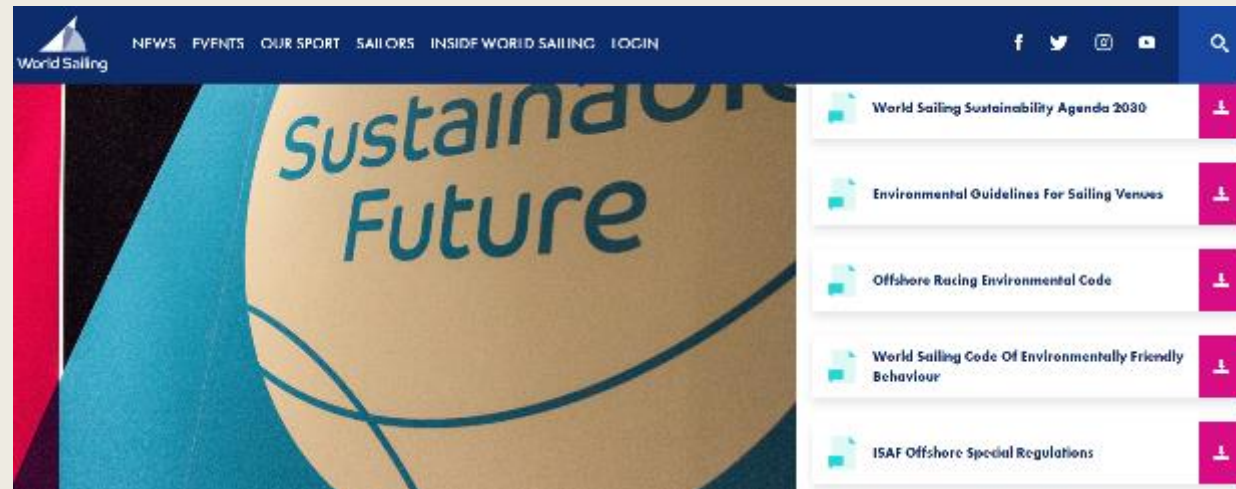 World Sailing
NEWS EVENTS OUR SPORT SAILORS INSIDE WORLD SAILING LOGIN
Sustainable
Future
World Sailing Sustainability Agenda 2030
Environmental Guidelines For Sailing Venues
Offshore Racing Environmental Code
World Sailing Code Of Environmentally Friendly
Behaviour
ISAF Offshore Special Regulations